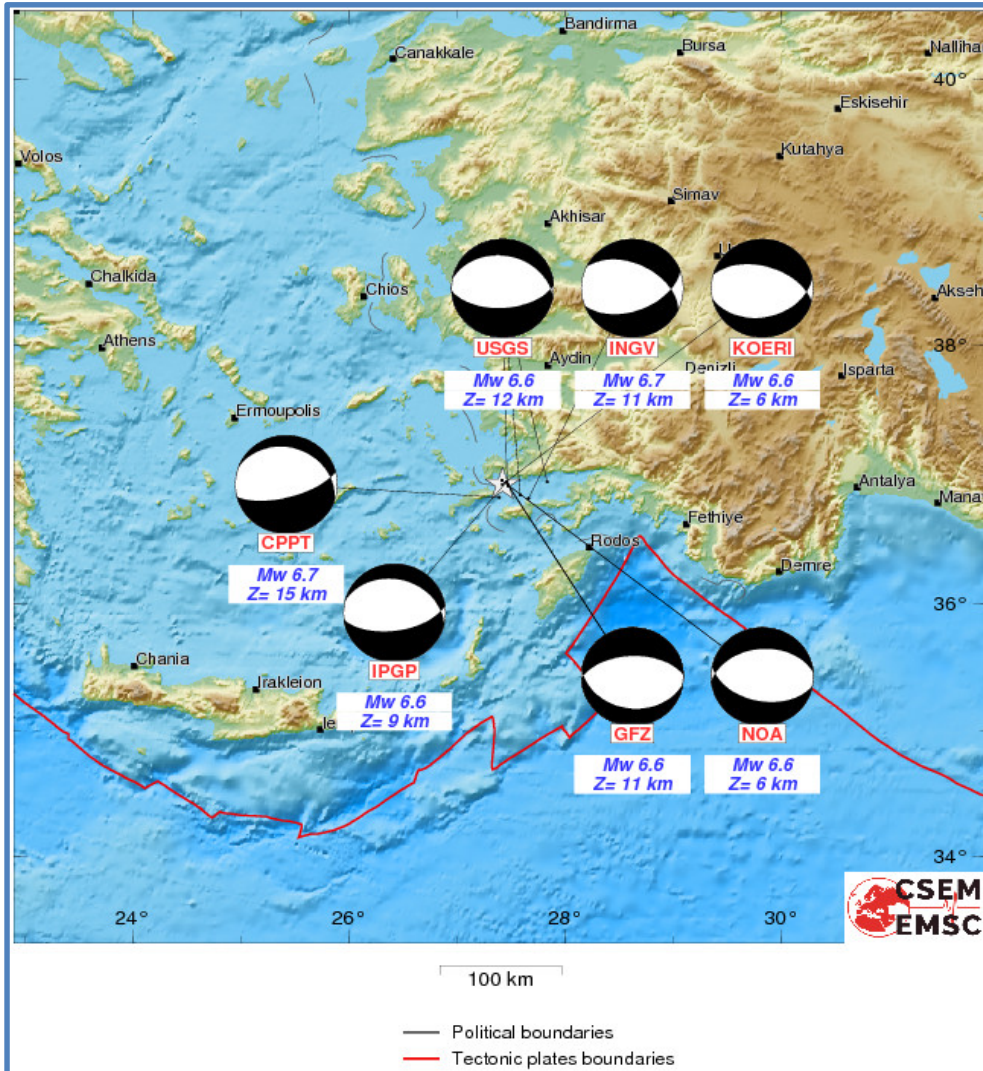 Bandirma
Canakkale
Bursa
Nalliha
40°
Eskisehir
Kutahya
Volos
Simav
Akhisar
U
Chalkida
Chios
Akseh
Athens
38°
USGS
INGV
KOERI
Aydin
Denizli
Isparta
Mw 6.6
Z= 12 km
Mw 6.7
Z= 11 km
Mw 6.6
Z= 6 km
Ermoupolis
Antalya
Manav
Fethiye
CPPT
Rodos
Demre
Mw 6.7
Z= 15 km
36°
Chania
IPGP
Irakleion
Mw 6.6
Z= 9 km
Ie
GFZ
NOA
Mw 6.6
Z= 11 km
Mw 6.6
Z= 6 km
34°
CSEM
EMSC
24°
26°
28°
30°
100 km
Political boundaries
Tectonic plates boundaries